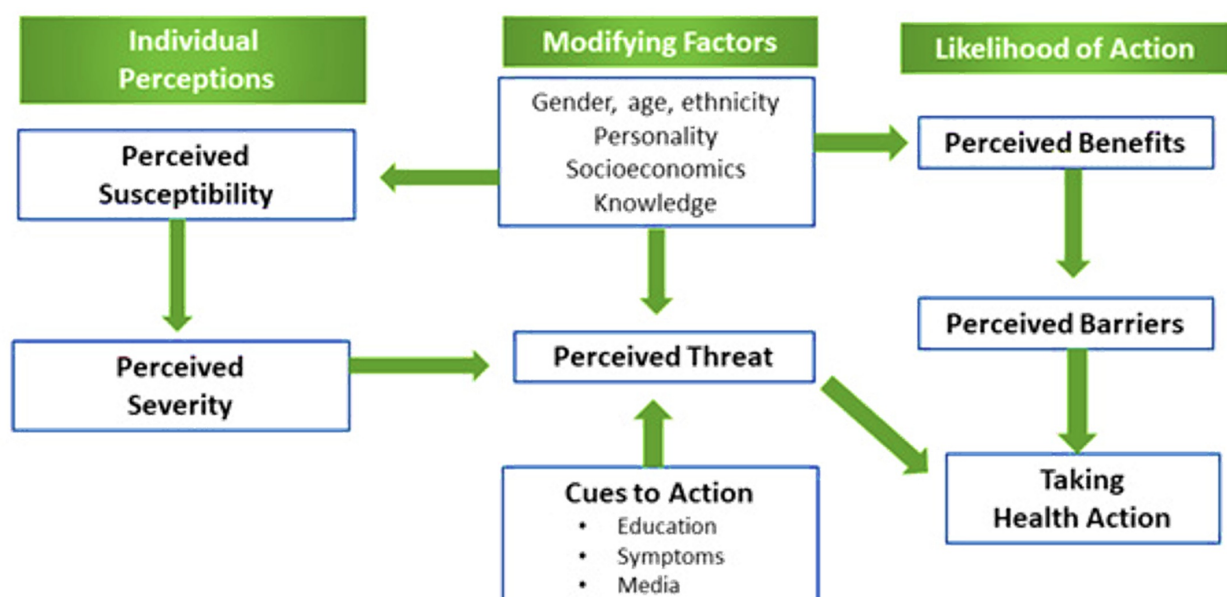 Individual
Perceptions
Perceived
Susceptibility
Perceived
Severity
Modifying Factors
Gender, age, ethnicity
Personality
Socioeconomics
Knowledge
Perceived Threat
Cues to Action
• Education
• Symptoms
• Media
Likelihood of Action
Perceived Benefits
Perceived Barriers
Taking
Health Action